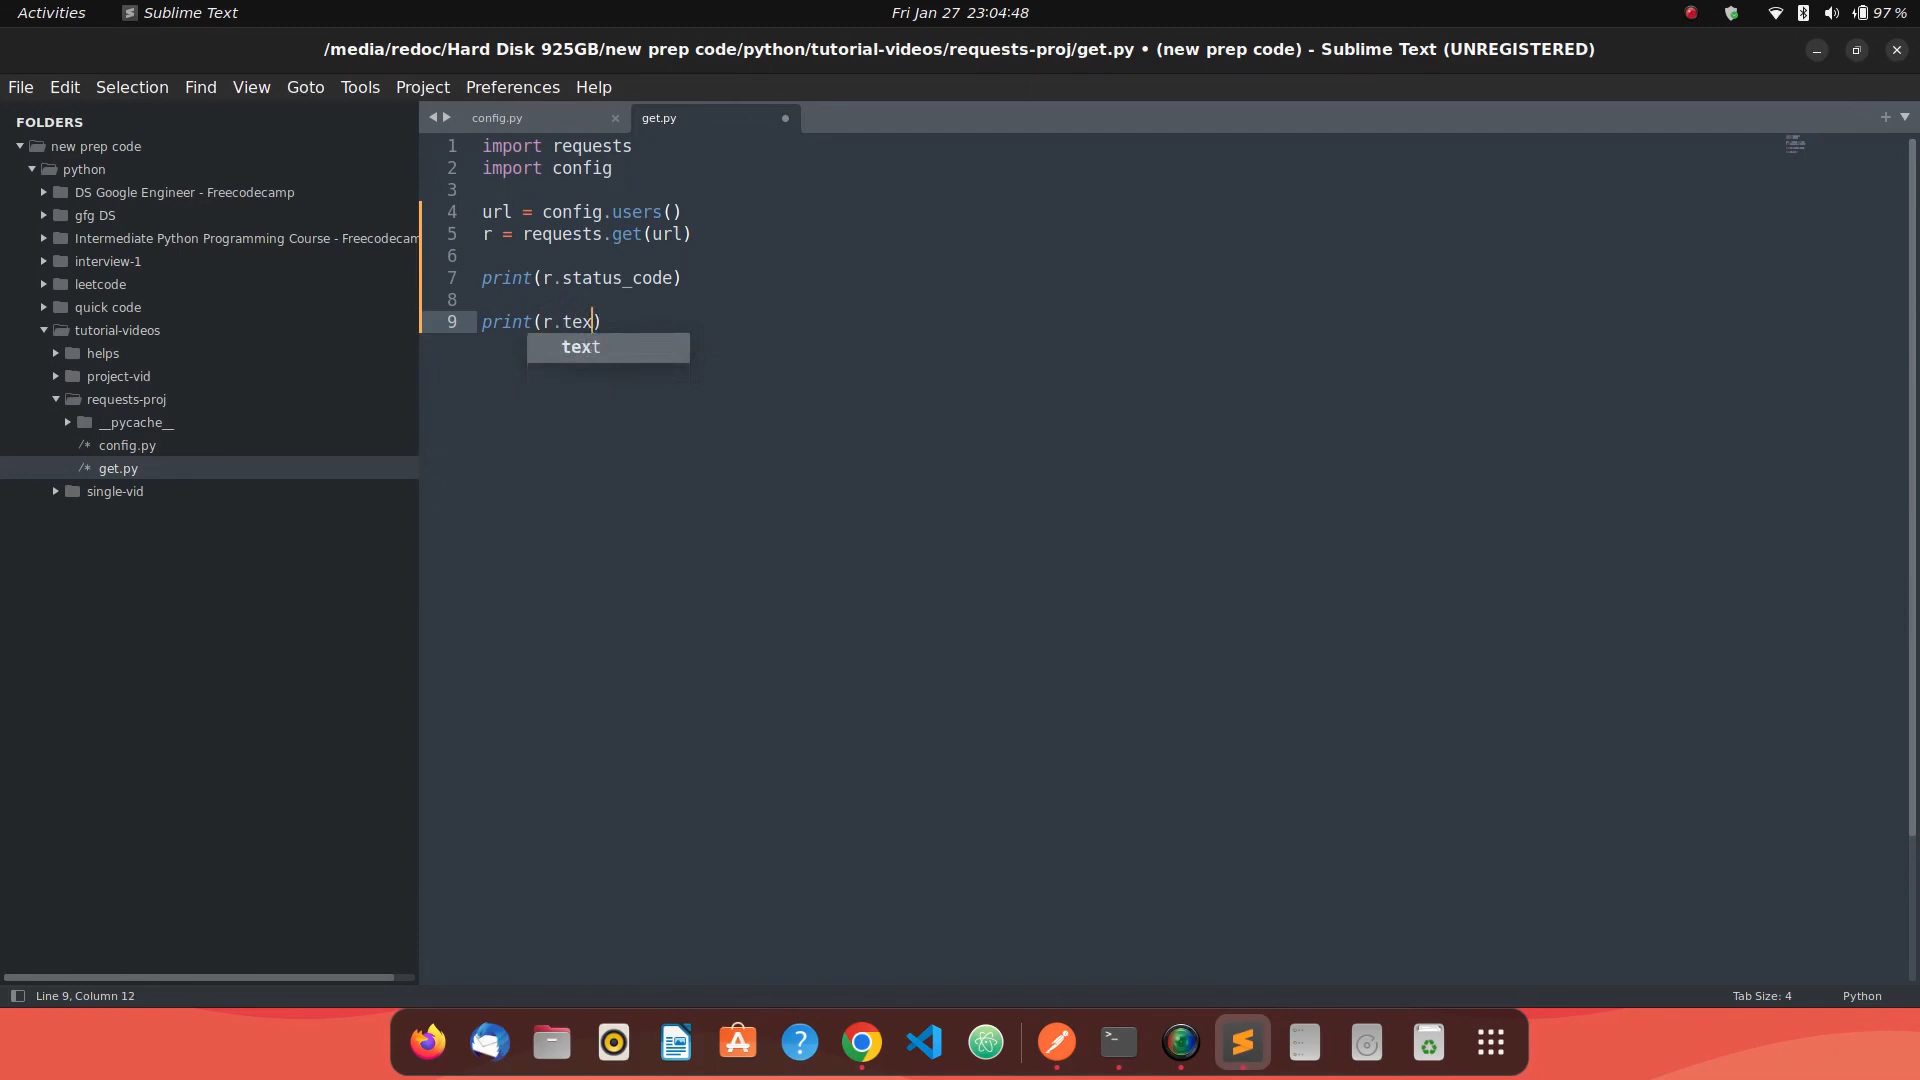 Activities
Sublime Text
Fri Jan 27 23:04:48
97 %
/media/redoc/Hard Disk 925GB/new prep code/python/tutorial-videos/requests-proj/get.py • (new prep code) - Sublime Text (UNREGISTERED)
File Edit Selection Find View Goto Tools Project Preferences Help
FOLDERS
new prep code
python
DS Google Engineer - Freecodecamp
gfg DS
Intermediate Python Programming Course - Freecodecam
interview-1
leetcode
quick code
tutorial-videos
helps
project-vid
requests-proj
__pycache__
/* config.py
/* get.py
single-vid
config.py
get.py
1 import requests
2 import config
3
4 url = config.users()
5 r = requests.get(url)
6
7 print(r.status_code)
8
9 print(r.tex)
text
Line 9, Column 12
Tab Size: 4
Python